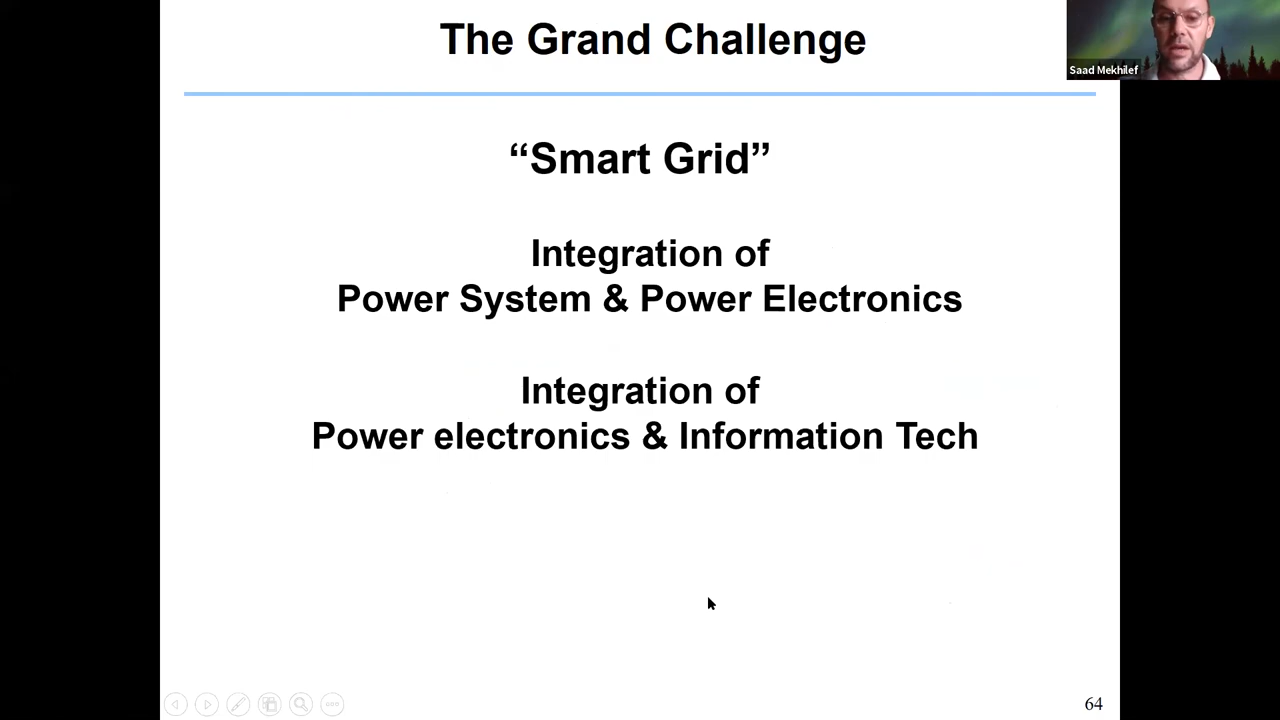 The Grand Challenge
Saad Mekhilef
“Smart Grid”
Integration of
Power System & Power Electronics
Integration of
Power electronics & Information Tech
64